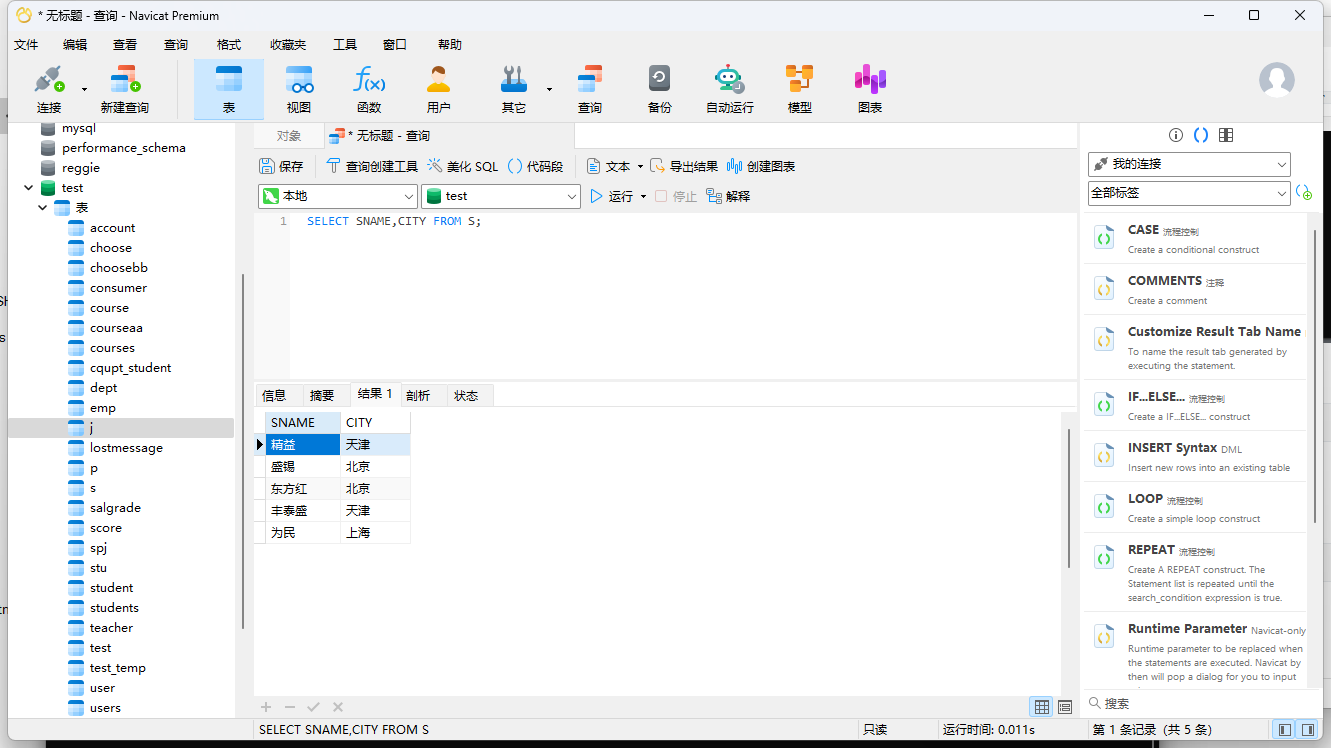 * 无标题 - 查询 - Navicat Premium
文件 编辑 查看 查询 格式 收藏夹 工具 窗口 帮助
连接 新建查询 表 视图 函数 用户 其它 查询 备份 自动运行 模型 图表
mysql
performance_schema
reggie
test
表
account
choose
choosebb
consumer
course
courseaa
courses
cqupt_student
dept
emp
j
lostmessage
p
s
salgrade
score
spj
stu
student
students
teacher
test
test_temp
user
users
对象 * 无标题 - 查询
保存 查询创建工具 美化 SQL 代码段 文本 导出结果 创建图表
本地 test 运行 停止 解释
1 SELECT SNAME,CITY FROM S;
信息 摘要 结果 1 剖析 状态
SNAME CITY
精益 天津
盛锡 北京
东方红 北京
丰泰盛 天津
为民 上海
我的连接
全部标签
CASE 流程控制
Create a conditional construct
COMMENTS 注释
Create a comment
Customize Result Tab Name
To name the result tab generated by
executing the statement.
IF...ELSE... 流程控制
Create a IF...ELSE... construct
INSERT Syntax DML
Insert new rows into an existing table
LOOP 流程控制
Create a simple loop construct
REPEAT 流程控制
Create A REPEAT construct. The
Statement list is repeated until the
search_condition expression is true.
Runtime Parameter Navicat-only
Runtime parameter to be replaced when
the statements are executed. Navicat by
then will pop a dialog for you to input
搜索
SELECT SNAME,CITY FROM S 只读 运行时间: 0.011s 第 1 条记录 (共 5 条)